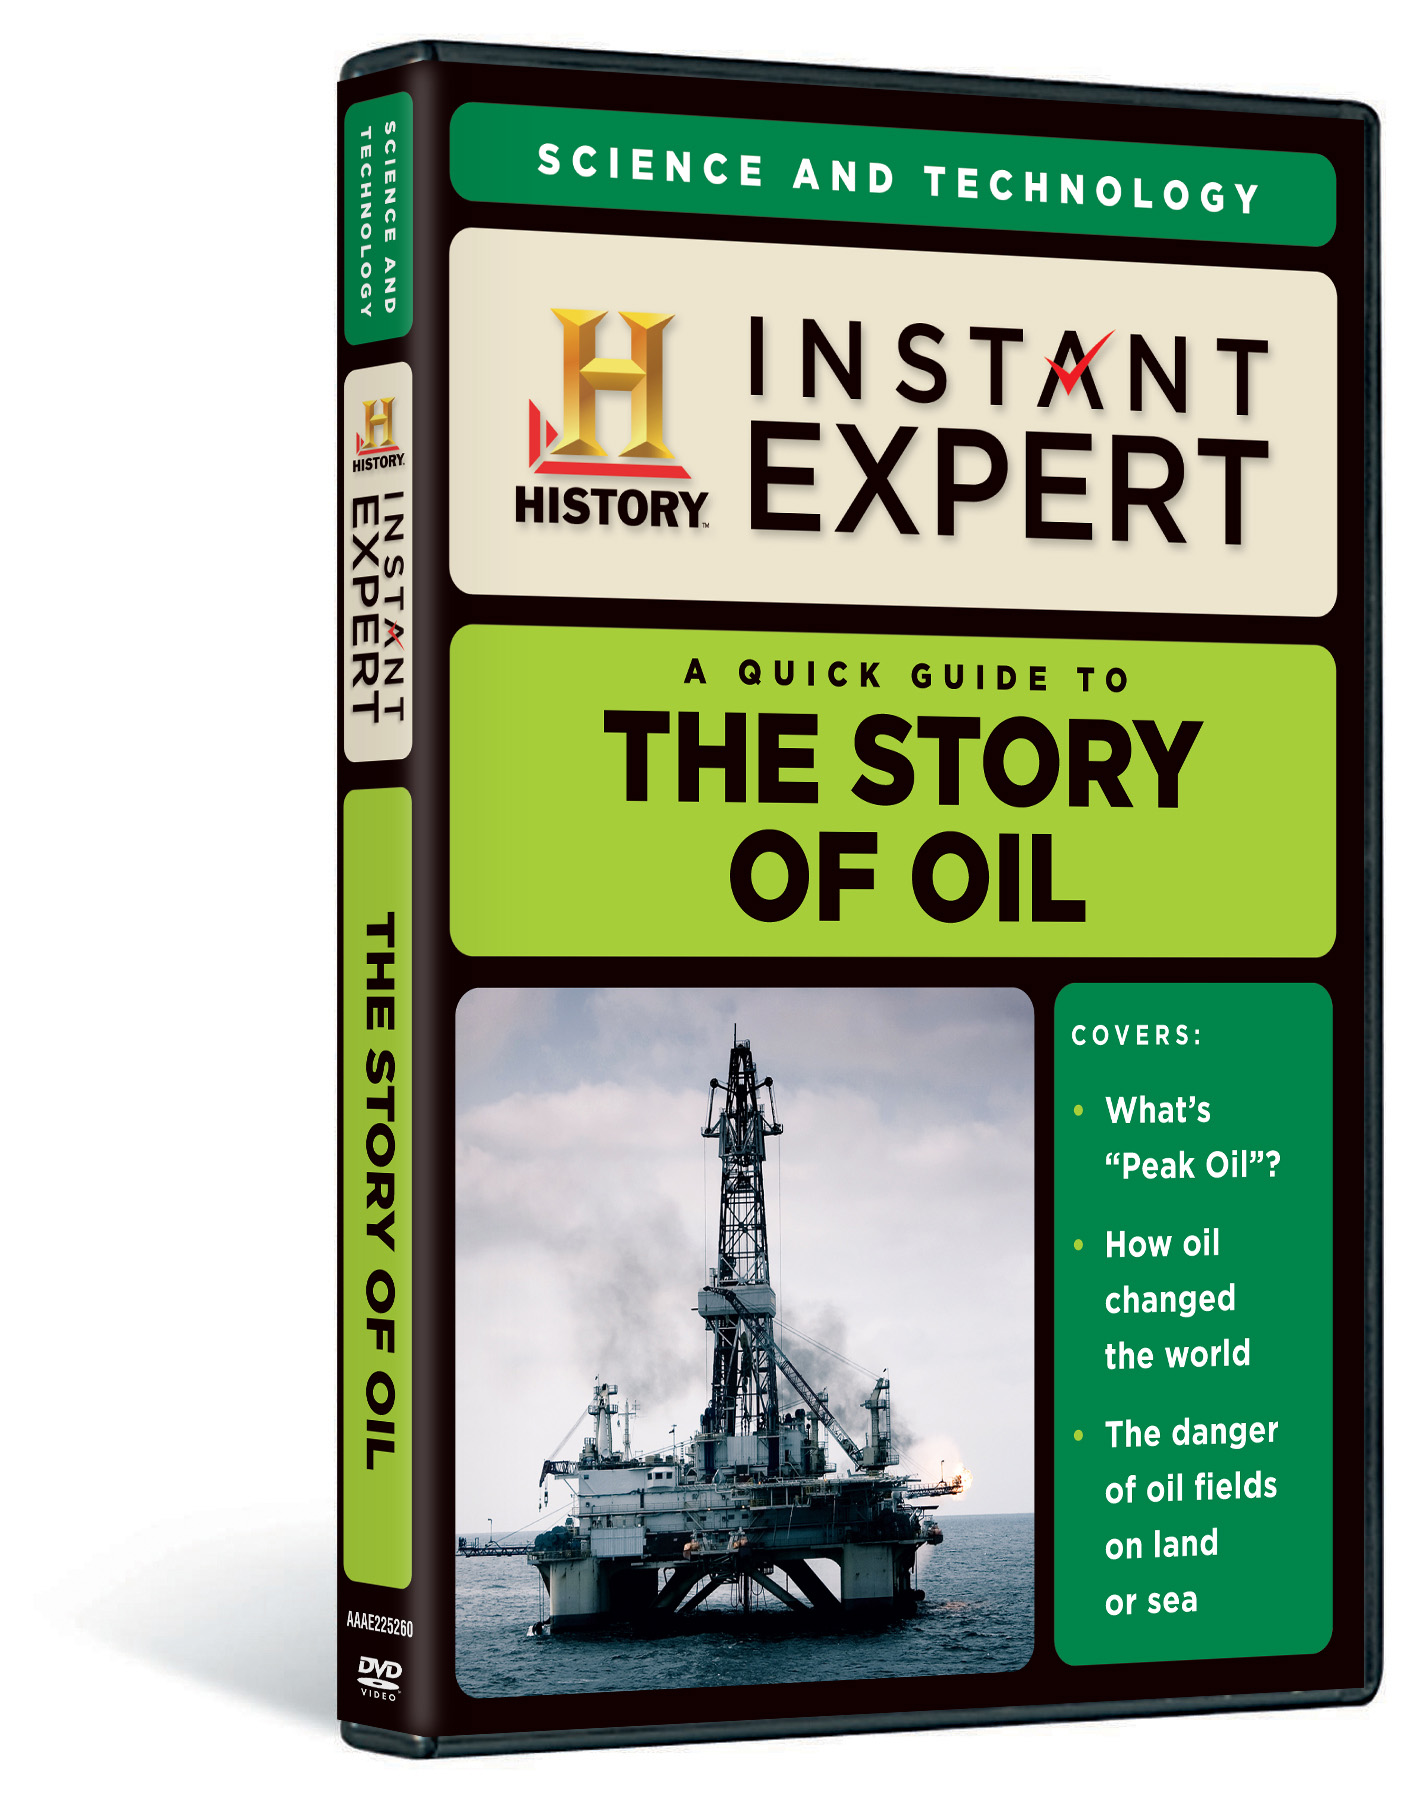 SCIENCE AND TECHNOLOGY
HISTORY™
INSTANT
EXPERT
A QUICK GUIDE TO
THE STORY
OF OIL
COVERS:
• What's
“Peak Oil”?
• How oil
changed
the world
• The danger
of oil fields
on land
or sea
SCIENCE AND
TECHNOLOGY
HISTORY
INSTANT
EXPERT
THE STORY OF OIL
AAAE225260
DVD
VIDEO™